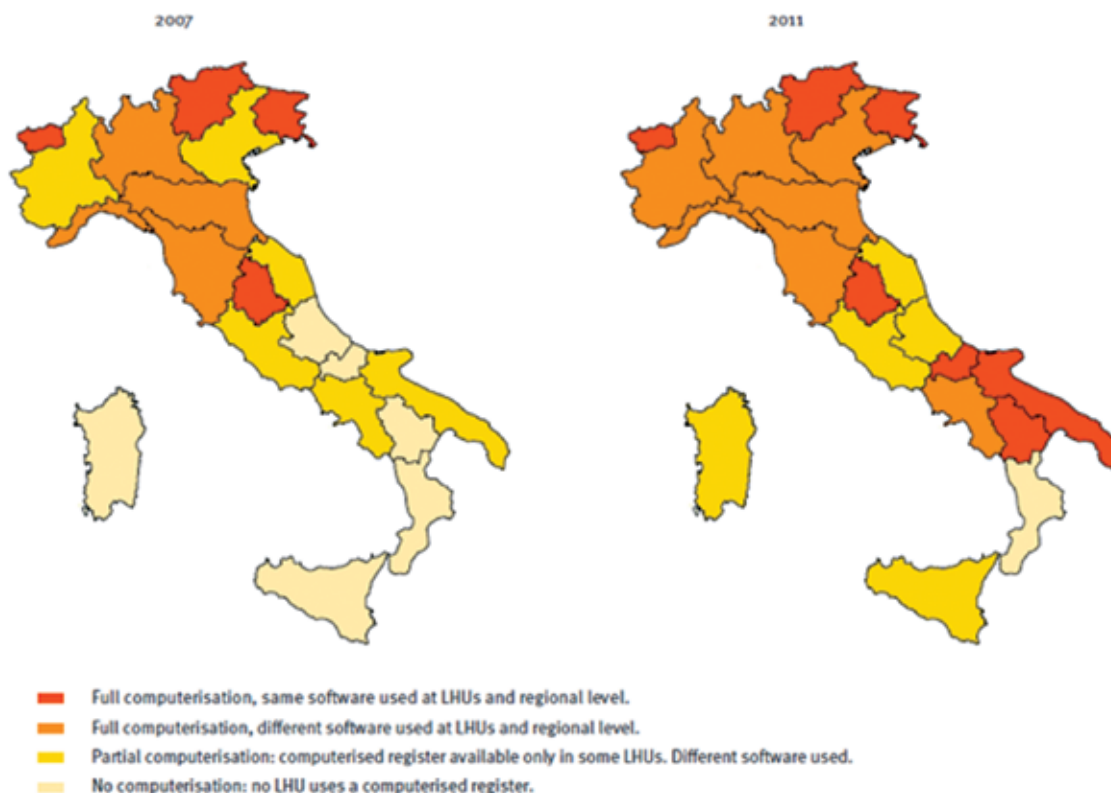 2007
2011
Full computerisation, same software used at LHUs and regional level.
Full computerisation, different software used at LHUs and regional level.
Partial computerisation: computerised register available only in some LHUs. Different software used.
No computerisation: no LHU uses a computerised register.